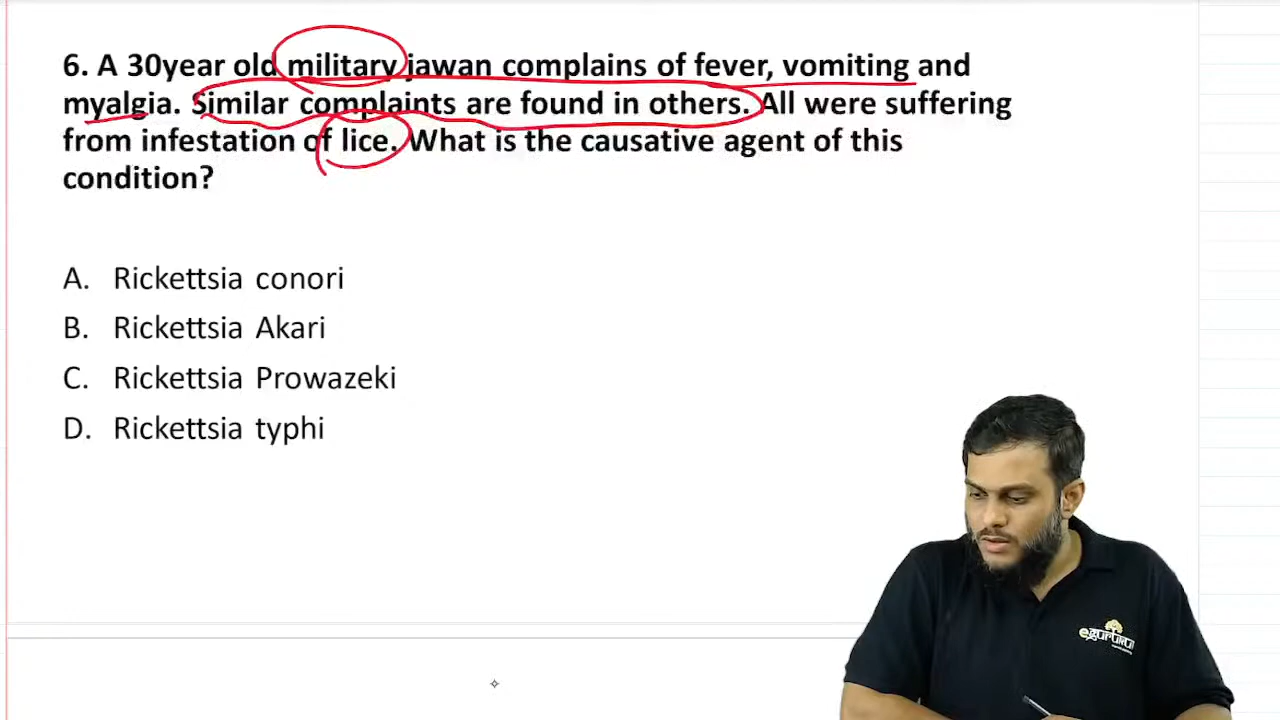 6. A 30year old military jawan complains of fever, vomiting and
myalgia. Similar complaints are found in others. All were suffering
from infestation of lice. What is the causative agent of this
condition?
A. Rickettsia conori
B. Rickettsia Akari
C. Rickettsia Prowazeki
D. Rickettsia typhi
egurukul